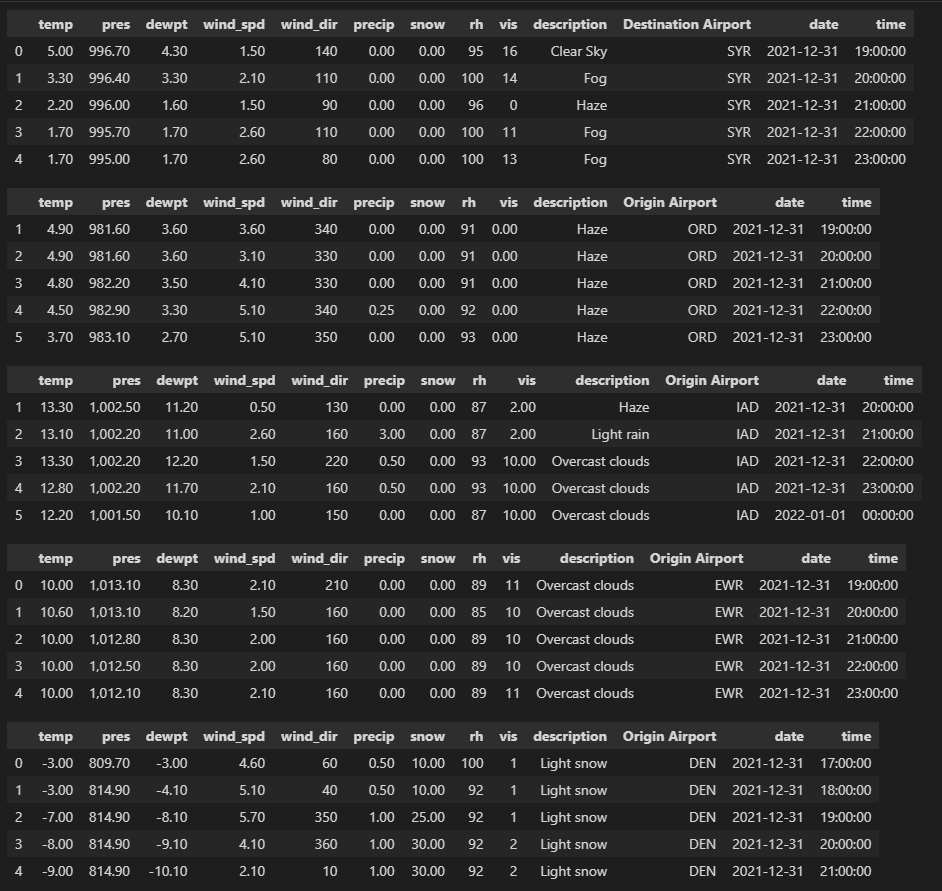 temp pres dewpt wind_spd wind_dir precip snow rh vis description Destination Airport date time
0 5.00 996.70 4.30 1.50 140 0.00 0.00 95 16 Clear Sky SYR 2021-12-31 19:00:00
1 3.30 996.40 3.30 2.10 110 0.00 0.00 100 14 Fog SYR 2021-12-31 20:00:00
2 2.20 996.00 1.60 1.50 90 0.00 0.00 96 0 Haze SYR 2021-12-31 21:00:00
3 1.70 995.70 1.70 2.60 110 0.00 0.00 100 11 Fog SYR 2021-12-31 22:00:00
4 1.70 995.00 1.70 2.60 80 0.00 0.00 100 13 Fog SYR 2021-12-31 23:00:00
temp pres dewpt wind_spd wind_dir precip snow rh vis description Origin Airport date time
1 4.90 981.60 3.60 3.60 340 0.00 0.00 91 0.00 Haze ORD 2021-12-31 19:00:00
2 4.90 981.60 3.60 3.10 330 0.00 0.00 91 0.00 Haze ORD 2021-12-31 20:00:00
3 4.80 982.20 3.50 4.10 330 0.00 0.00 91 0.00 Haze ORD 2021-12-31 21:00:00
4 4.50 982.90 3.30 5.10 340 0.25 0.00 92 0.00 Haze ORD 2021-12-31 22:00:00
5 3.70 983.10 2.70 5.10 350 0.00 0.00 93 0.00 Haze ORD 2021-12-31 23:00:00
temp pres dewpt wind_spd wind_dir precip snow rh vis description Origin Airport date time
1 13.30 1,002.50 11.20 0.50 130 0.00 0.00 87 2.00 Haze IAD 2021-12-31 20:00:00
2 13.10 1,002.20 11.00 2.60 160 3.00 0.00 87 2.00 Light rain IAD 2021-12-31 21:00:00
3 13.30 1,002.20 12.20 1.50 220 0.50 0.00 93 10.00 Overcast clouds IAD 2021-12-31 22:00:00
4 12.80 1,002.20 11.70 2.10 160 0.50 0.00 93 10.00 Overcast clouds IAD 2021-12-31 23:00:00
5 12.20 1,001.50 10.10 1.00 150 0.00 0.00 87 10.00 Overcast clouds IAD 2022-01-01 00:00:00
temp pres dewpt wind_spd wind_dir precip snow rh vis description Origin Airport date time
0 10.00 1,013.10 8.30 2.10 210 0.00 0.00 89 11 Overcast clouds EWR 2021-12-31 19:00:00
1 10.60 1,013.10 8.20 1.50 160 0.00 0.00 85 10 Overcast clouds EWR 2021-12-31 20:00:00
2 10.00 1,012.80 8.30 2.00 160 0.00 0.00 89 10 Overcast clouds EWR 2021-12-31 21:00:00
3 10.00 1,012.50 8.30 2.00 160 0.00 0.00 89 10 Overcast clouds EWR 2021-12-31 22:00:00
4 10.00 1,012.10 8.30 2.10 160 0.00 0.00 89 11 Overcast clouds EWR 2021-12-31 23:00:00
temp pres dewpt wind_spd wind_dir precip snow rh vis description Origin Airport date time
0 -3.00 809.70 -3.00 4.60 60 0.50 10.00 100 1 Light snow DEN 2021-12-31 17:00:00
1 -3.00 814.90 -4.10 5.10 40 0.50 10.00 92 1 Light snow DEN 2021-12-31 18:00:00
2 -7.00 814.90 -8.10 5.70 350 1.00 25.00 92 1 Light snow DEN 2021-12-31 19:00:00
3 -8.00 814.90 -9.10 4.10 360 1.00 30.00 92 2 Light snow DEN 2021-12-31 20:00:00
4 -9.00 814.90 -10.10 2.10 10 1.00 30.00 92 2 Light snow DEN 2021-12-31 21:00:00